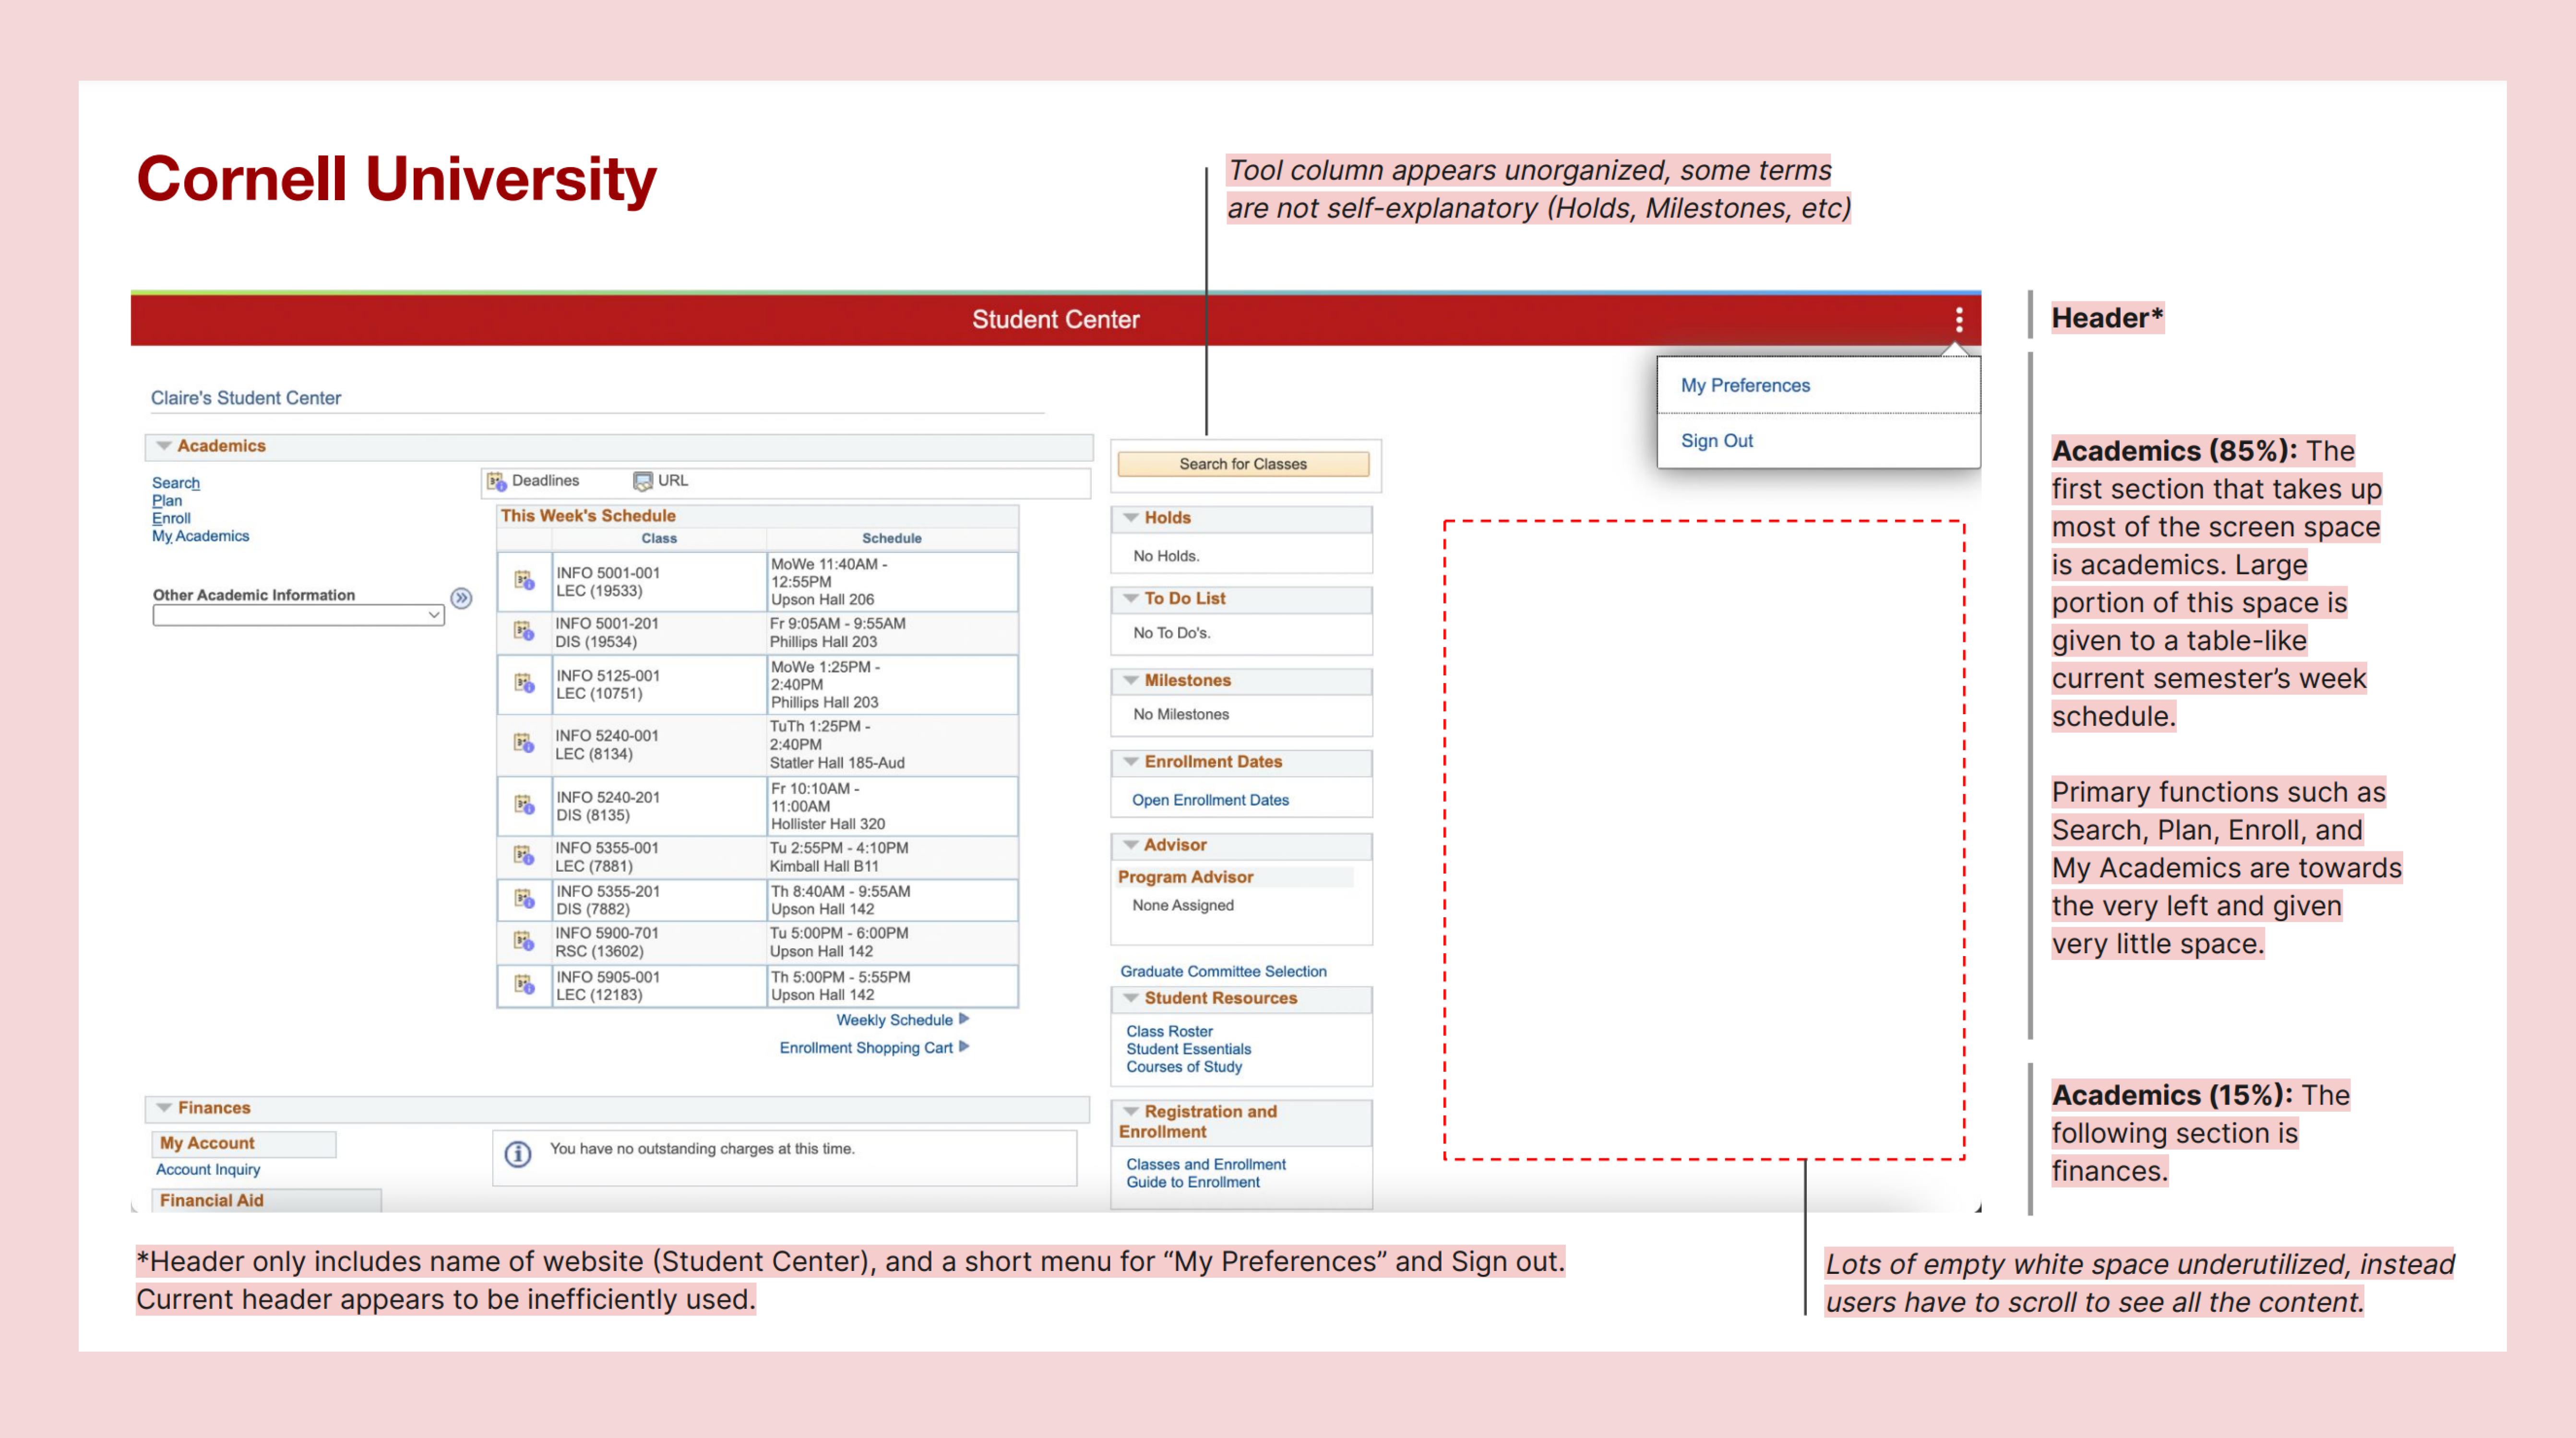 Cornell University
Tool column appears unorganized, some terms
are not self-explanatory (Holds, Milestones, etc)
Student Center
My Preferences
Sign Out
Claire's Student Center
Academics
Search
Plan
Enroll
My Academics
Other Academic Information
Deadlines
URL
This Week's Schedule
Class Schedule
INFO 5001-001
LEC (19533)
MoWe 11:40AM -
12:55PM
Upson Hall 206
INFO 5001-201
DIS (19534)
Fr 9:05AM - 9:55AM
Phillips Hall 203
INFO 5125-001
LEC (10751)
MoWe 1:25PM -
2:40PM
Phillips Hall 203
INFO 5240-001
LEC (8134)
TuTh 1:25PM -
2:40PM
Statler Hall 185-Aud
INFO 5240-201
DIS (8135)
Fr 10:10AM -
11:00AM
Hollister Hall 320
INFO 5355-001
LEC (7881)
Tu 2:55PM - 4:10PM
Kimball Hall B11
INFO 5355-201
DIS (7882)
Th 8:40AM - 9:55AM
Upson Hall 142
INFO 5900-701
RSC (13602)
Tu 5:00PM - 6:00PM
Upson Hall 142
INFO 5905-001
LEC (12183)
Th 5:00PM - 5:55PM
Upson Hall 142
Weekly Schedule
Enrollment Shopping Cart
Finances
My Account
Account Inquiry
Financial Aid
You have no outstanding charges at this time.
Search for Classes
Holds
No Holds.
To Do List
No To Do's.
Milestones
No Milestones
Enrollment Dates
Open Enrollment Dates
Advisor
Program Advisor
None Assigned
Graduate Committee Selection
Student Resources
Class Roster
Student Essentials
Courses of Study
Registration and
Enrollment
Classes and Enrollment
Guide to Enrollment
Header*
Academics (85%): The
first section that takes up
most of the screen space
is academics. Large
portion of this space is
given to a table-like
current semester’s week
schedule.
Primary functions such as
Search, Plan, Enroll, and
My Academics are towards
the very left and given
very little space.
Academics (15%): The
following section is
finances.
*Header only includes name of website (Student Center), and a short menu for “My Preferences” and Sign out.
Current header appears to be inefficiently used.
Lots of empty white space underutilized, instead
users have to scroll to see all the content.